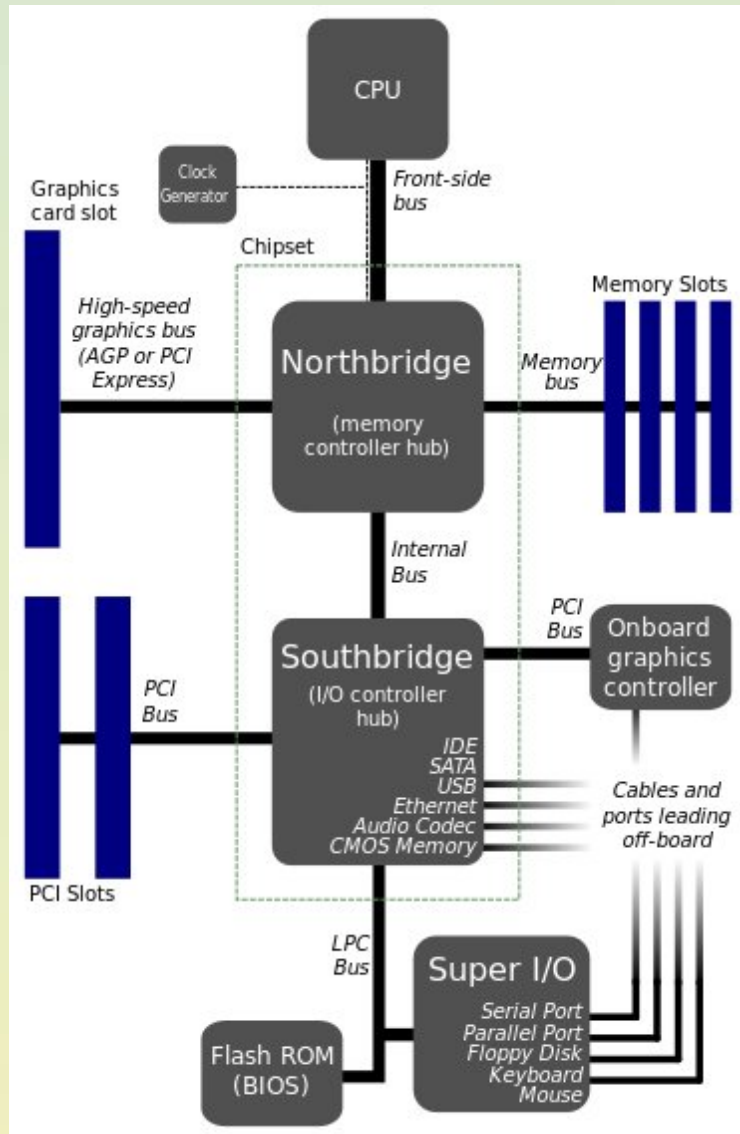 CPU
Clock
Generator
Front-side
bus
Graphics
card slot
Chipset
High-speed
graphics bus
(AGP or PCI
Express)
Northbridge
(memory
controller hub)
Memory
bus
Memory Slots
Internal
Bus
Southbridge
(I/O controller
hub)
IDE
SATA
USB
Ethernet
Audio Codec
CMOS Memory
PCI
Bus
Onboard
graphics
controller
PCI
Bus
PCI Slots
Cables and
ports leading
off-board
LPC
Bus
Super I/O
Serial Port
Parallel Port
Floppy Disk
Keyboard
Mouse
Flash ROM
(BIOS)